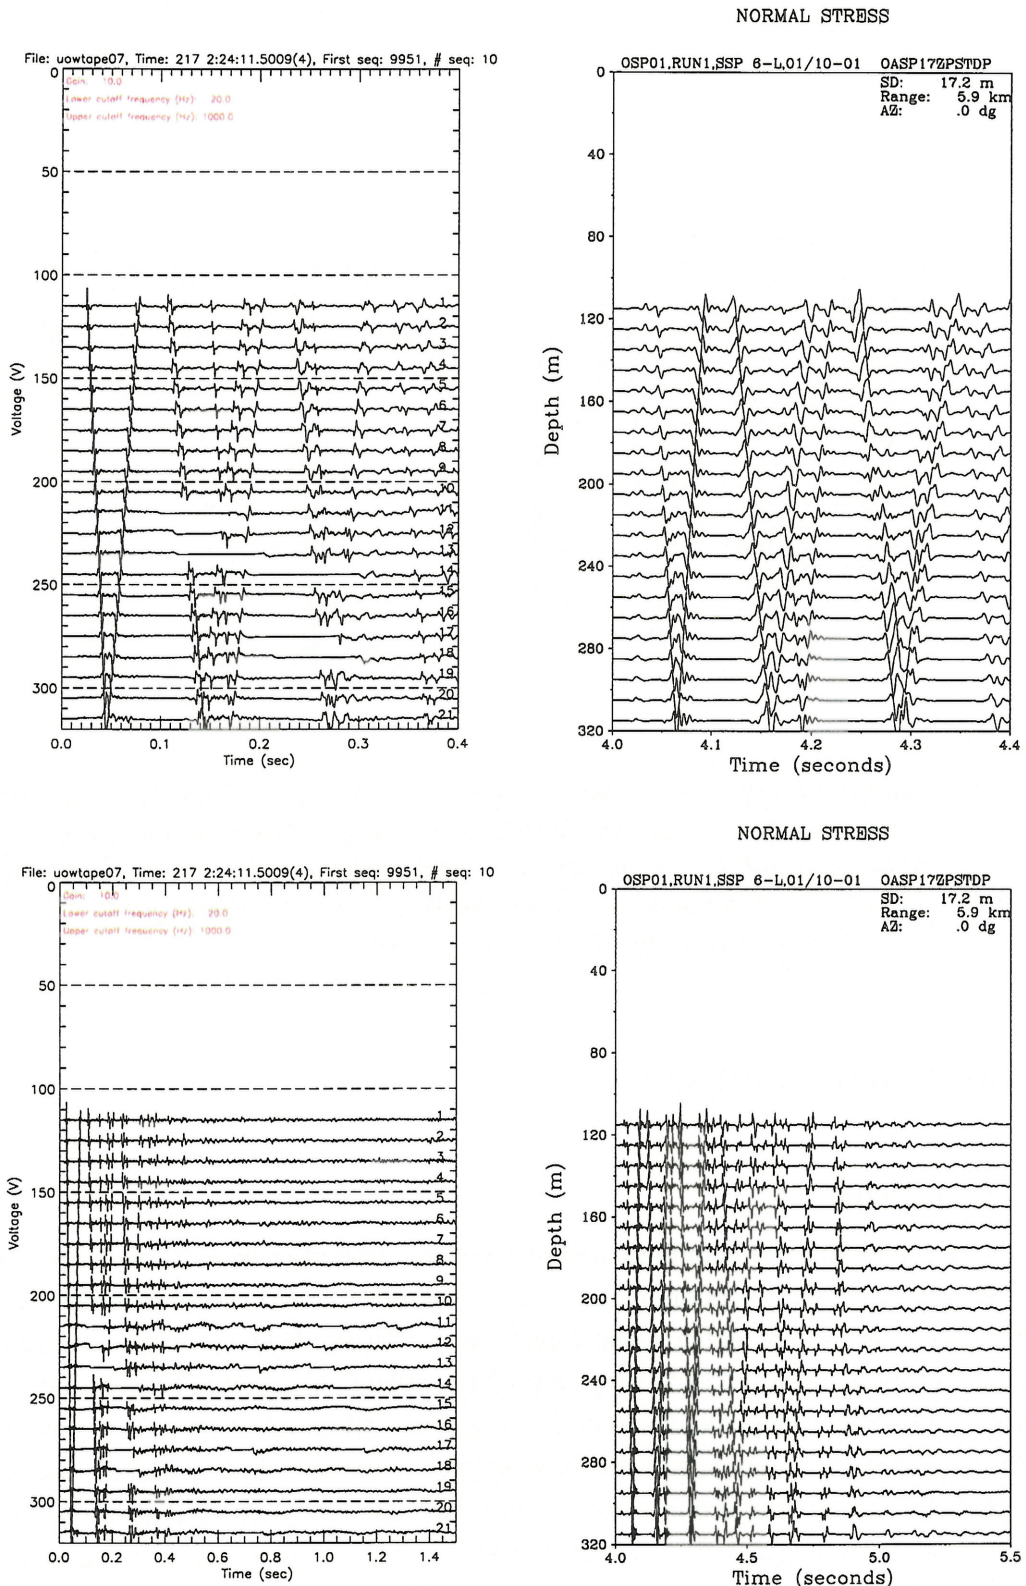 NORMAL STRESS
File: uowtape07, Time: 217 2:24:11.5009(4), First seq: 9951, # seq: 10
Gain: 10.0
Lower cutoff frequency (Hz): 20.0
Upper cutoff frequency (Hz): 1000.0
0
50
100
150
200
250
300
Voltage (V)
1
2
3
4
5
6
7
8
9
10
11
12
13
14
15
16
17
18
19
20
21
0.0 0.1 0.2 0.3 0.4
Time (sec)
OSP01,RUN1,SSP 6-L,01/10-01 OASP17ZPSTDP
SD: 17.2 m
Range: 5.9 km
AZ: .0 dg
0
40
80
120
160
200
240
280
320
Depth (m)
4.0 4.1 4.2 4.3 4.4
Time (seconds)
NORMAL STRESS
File: uowtape07, Time: 217 2:24:11.5009(4), First seq: 9951, # seq: 10
Gain: 10.0
Lower cutoff frequency (Hz): 20.0
Upper cutoff frequency (Hz): 1000.0
0
50
100
150
200
250
300
Voltage (V)
1
2
3
4
5
6
7
8
9
10
11
12
13
14
15
16
17
18
19
20
21
0.0 0.2 0.4 0.6 0.8 1.0 1.2 1.4
Time (sec)
OSP01,RUN1,SSP 6-L,01/10-01 OASP17ZPSTDP
SD: 17.2 m
Range: 5.9 km
AZ: .0 dg
0
40
80
120
160
200
240
280
320
Depth (m)
4.0 4.5 5.0 5.5
Time (seconds)